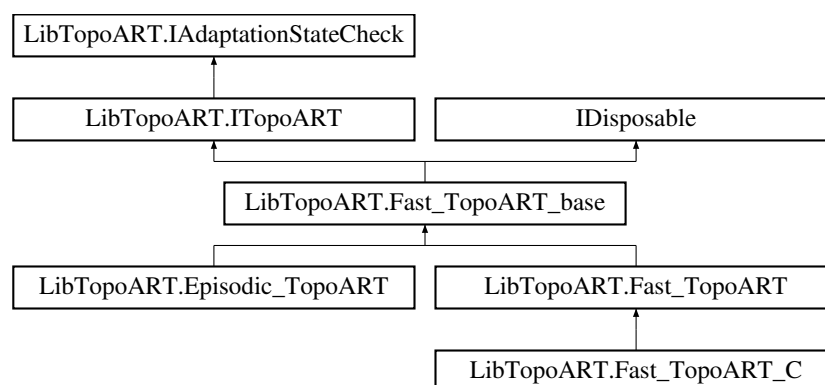 LibTopoART.IAdaptationStateCheck
LibTopoART.ITopoART
IDisposable
LibTopoART.Fast_TopoART_base
LibTopoART.Episodic_TopoART
LibTopoART.Fast_TopoART
LibTopoART.Fast_TopoART_C